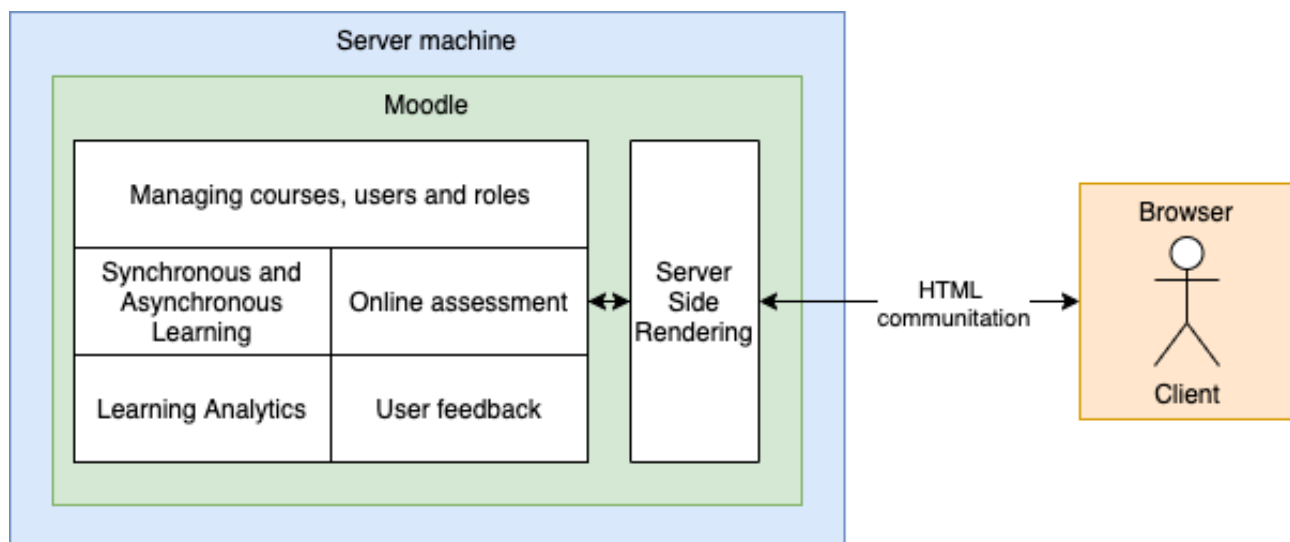 Server machine
Moodle
Managing courses, users and roles
Synchronous and
Asynchronous
Learning
Online assessment
Learning Analytics
User feedback
Server
Side
Rendering
HTML
communitation
Browser
Client